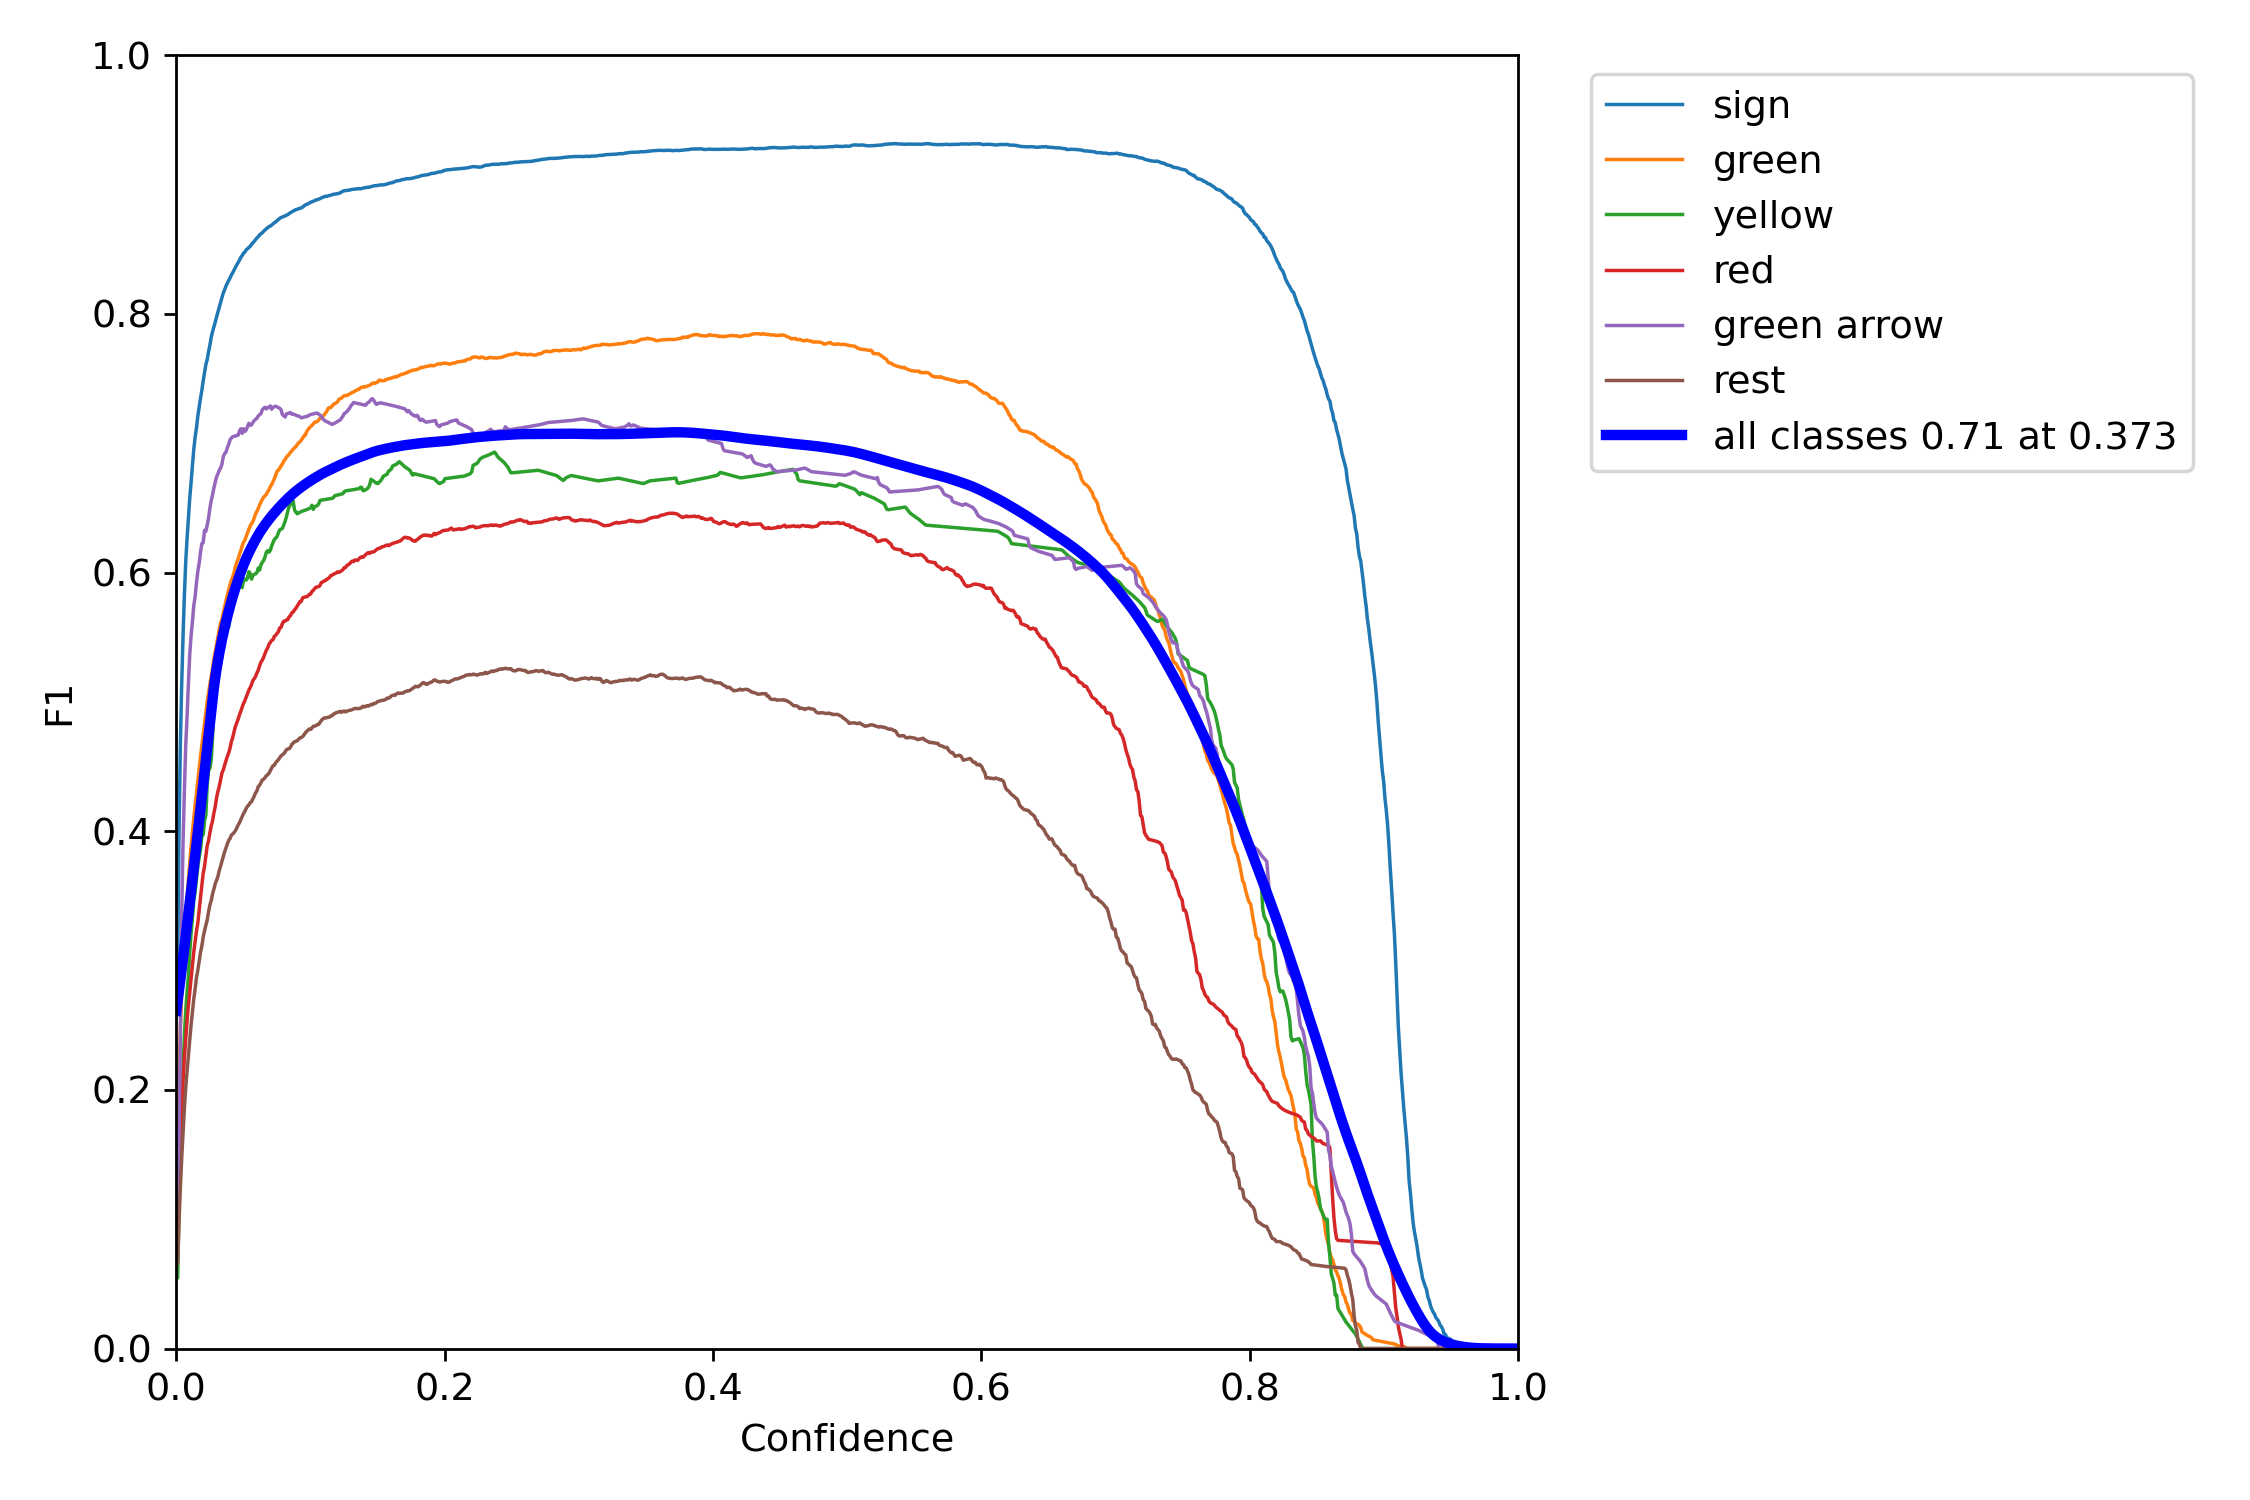 1.0
0.8
0.6
0.4
0.2
0.0
F1
0.0 0.2 0.4 0.6 0.8 1.0
Confidence
sign
green
yellow
red
green arrow
rest
all classes 0.71 at 0.373